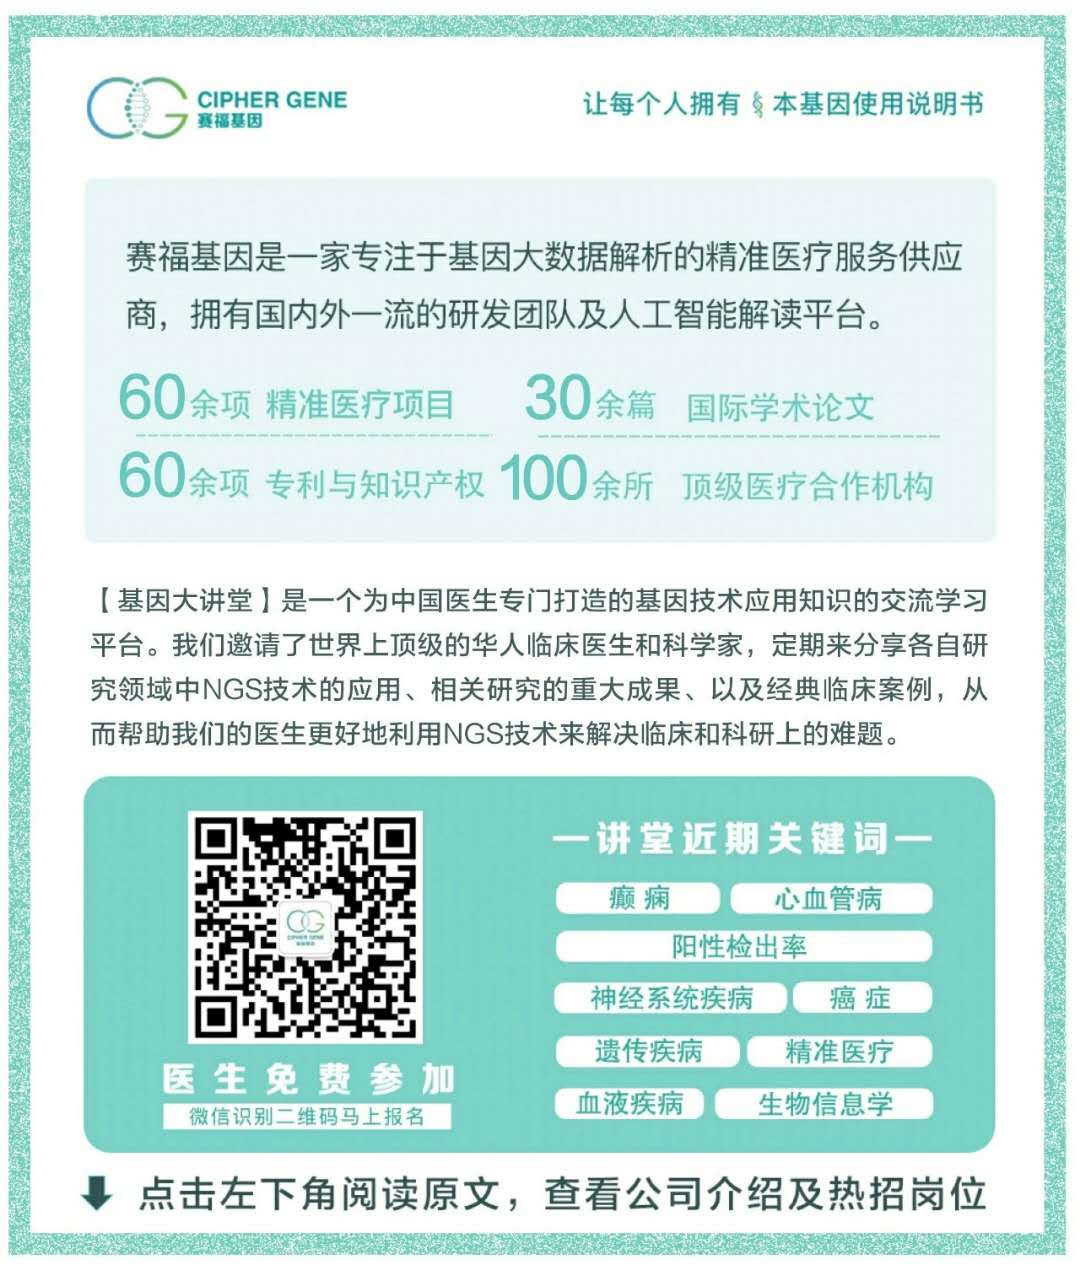 CIPHER GENE
赛福基因
让每个人拥有 本基因使用说明书
赛福基因是一家专注于基因大数据解析的精准医疗服务供应
商，拥有国内外一流的研发团队及人工智能解读平台。
60余项 精准医疗项目 30余篇 国际学术论文
60余项 专利与知识产权 100余所 顶级医疗合作机构
【基因大讲堂】是一个为中国医生专门打造的基因技术应用知识的交流学习
平台。我们邀请了世界上顶级的华人临床医生和科学家，定期来分享各自研
究领域中NGS技术的应用、相关研究的重大成果、以及经典临床案例，从
而帮助我们的医生更好地利用NGS技术来解决临床和科研上的难题。
讲堂近期关键词
癫痫 心血管病
阳性检出率
神经系统疾病 癌症
遗传疾病 精准医疗
血液疾病 生物信息学
CIPHER GENE
赛福基因
医生免费参加
微信识别二维码马上报名
点击左下角阅读原文，查看公司介绍及热招岗位